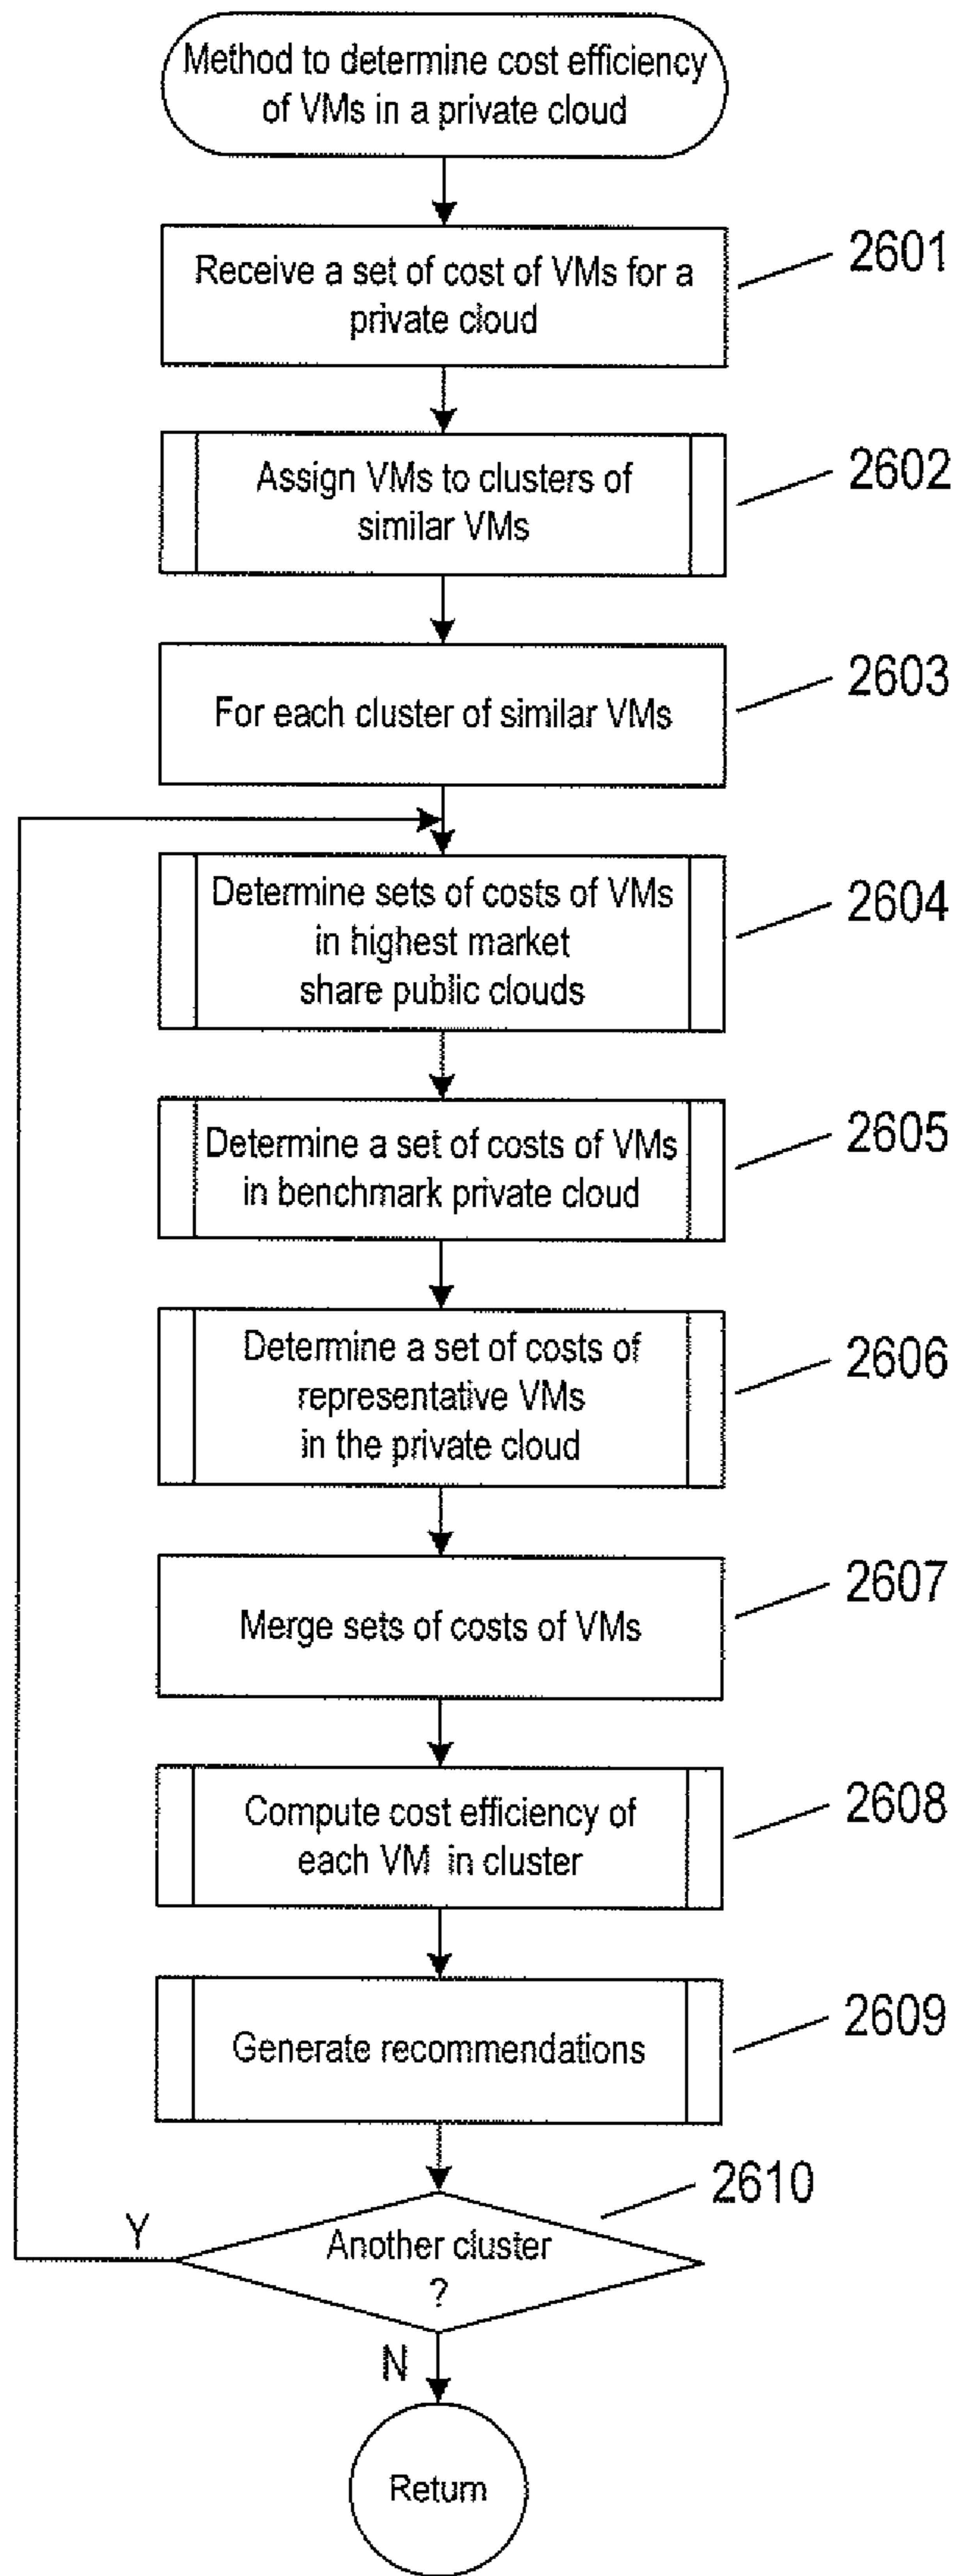 Method to determine cost efficiency
of VMs in a private cloud
Receive a set of cost of VMs for a
private cloud
2601
Assign VMs to clusters of
similar VMs
2602
For each cluster of similar VMs
2603
Determine sets of costs of VMs
in highest market
share public clouds
2604
Determine a set of costs of VMs
in benchmark private cloud
2605
Determine a set of costs of
representative VMs
in the private cloud
2606
Merge sets of costs of VMs
2607
Compute cost efficiency of
each VM in cluster
2608
Generate recommendations
2609
2610
Y
Another cluster
?
N
Return